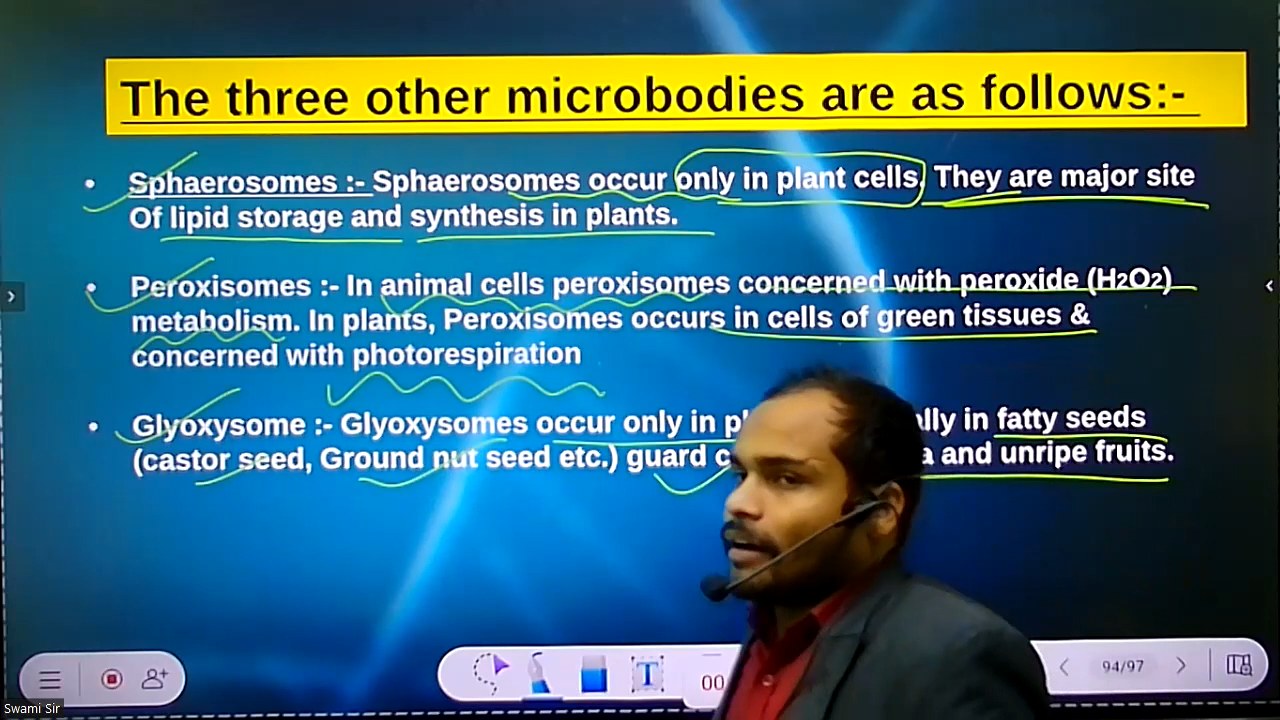 The three other microbodies are as follows:-
• Sphaerosomes :- Sphaerosomes occur only in plant cells. They are major site
Of lipid storage and synthesis in plants.
• Peroxisomes :- In animal cells peroxisomes concerned with peroxide (H2O2)
metabolism. In plants, Peroxisomes occurs in cells of green tissues &
concerned with photorespiration
• Glyoxysome :- Glyoxysomes occur only in in fatty seeds
(castor seed, Ground nut seed etc.) guard and unripe fruits.
T 00 94/97
Swami Sir